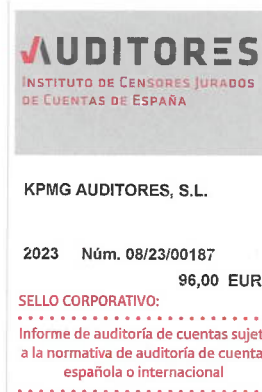 AUDITORES
INSTITUTO DE CENSORES JURADOS
DE CUENTAS DE ESPAÑA
KPMG AUDITORES, S.L.
2023 Núm. 08/23/00187
96,00 EUR
SELLO CORPORATIVO:
Informe de auditoría de cuentas sujet
a la normativa de auditoría de cuenta
española o internacional